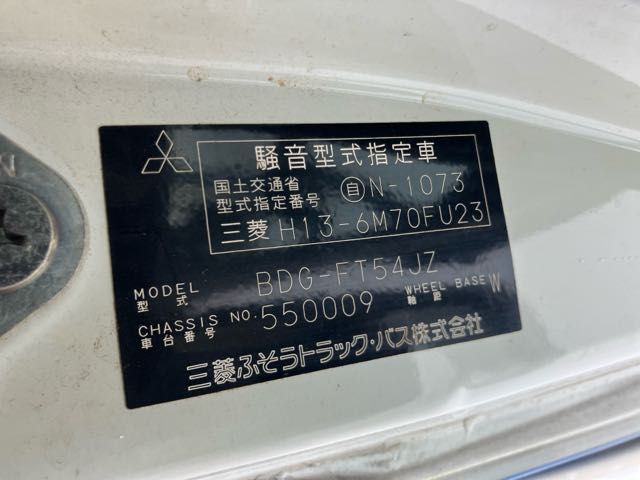 騒音型式指定車
国土交通省
型式指定番号 自N-1073
三菱 H13-6M70FU23
MODEL
型式 BDG-FT54JZ
CHASSIS NO. 550009 WHEEL BASE W
車台番号 軸距
三菱ふそうトラック・バス株式会社
N